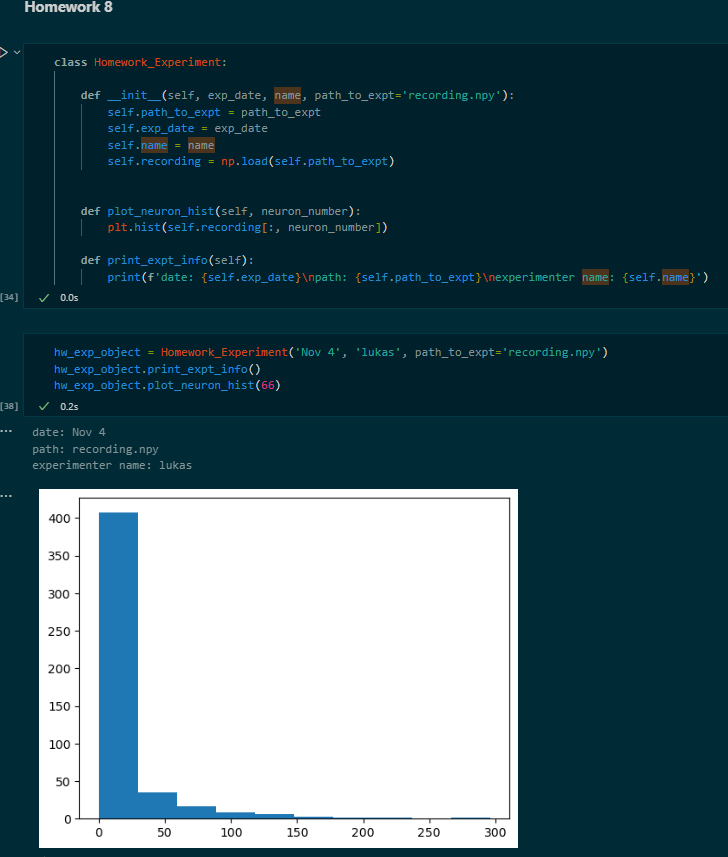 Homework 8
class Homework_Experiment:
def __init__(self, exp_date, name, path_to_expt='recording.npy'):
self.path_to_expt = path_to_expt
self.exp_date = exp_date
self.name = name
self.recording = np.load(self.path_to_expt)
def plot_neuron_hist(self, neuron_number):
plt.hist(self.recording[:, neuron_number])
def print_expt_info(self):
print(f'date: {self.exp_date}\npath: {self.path_to_expt}\nexperimenter name: {self.name}')
[34] 0.0s
hw_exp_object = Homework_Experiment('Nov 4', 'lukas', path_to_expt='recording.npy')
hw_exp_object.print_expt_info()
hw_exp_object.plot_neuron_hist(66)
[38] 0.2s
date: Nov 4
path: recording.npy
experimenter name: lukas
400
350
300
250
200
150
100
50
0
0 50 100 150 200 250 300